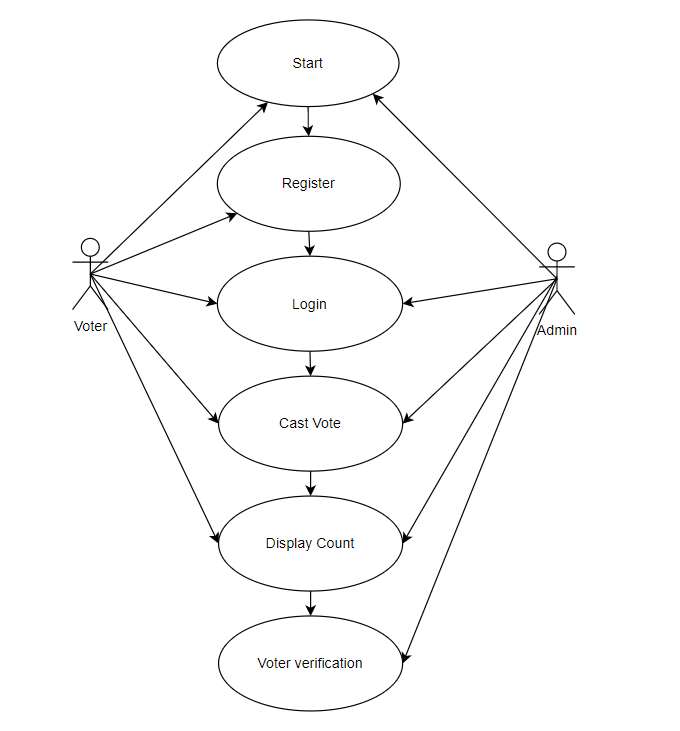 Start
Register
Login
Voter
Admin
Cast Vote
Display Count
Voter verification